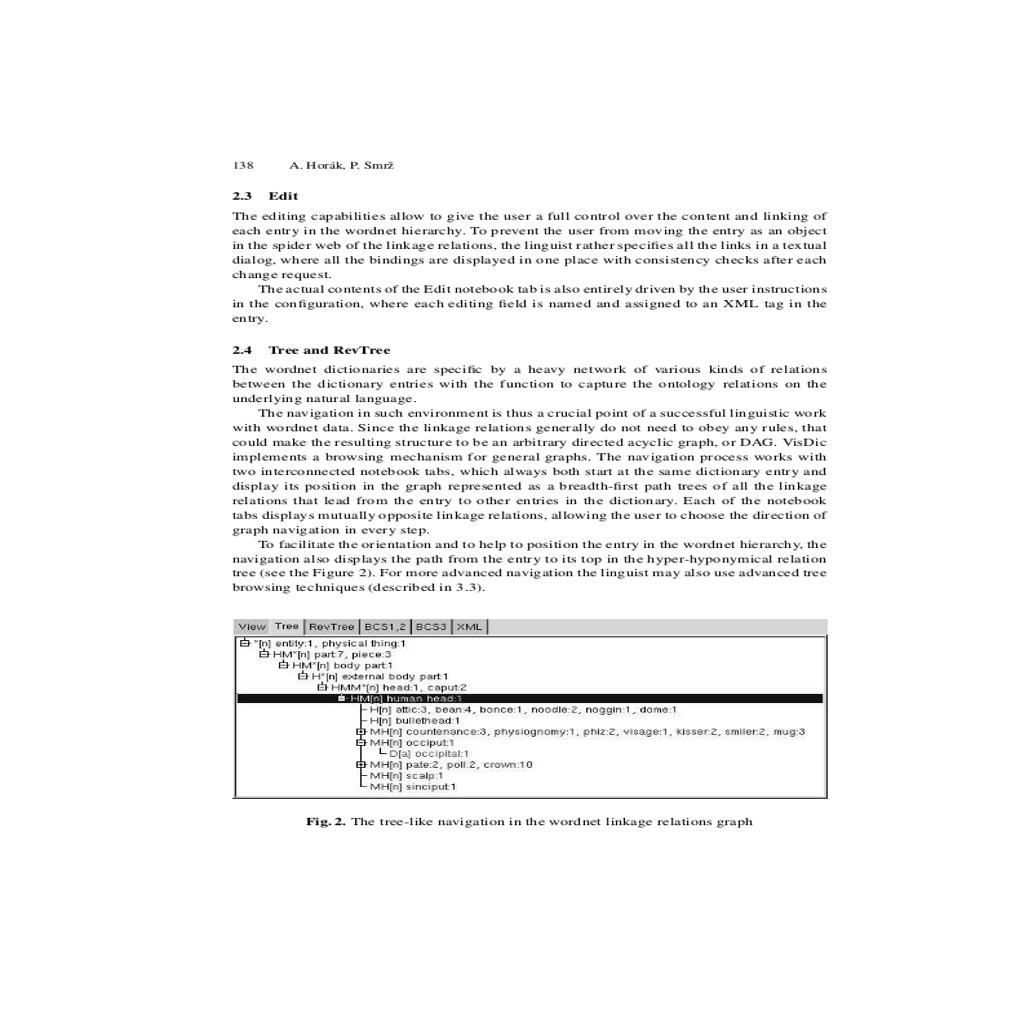 138 A. Horák, P. Smrž
2.3 Edit
The editing capabilities allow to give the user a full control over the content and linking of
each entry in the wordnet hierarchy. To prevent the user from moving the entry as an object
in the spider web of the linkage relations, the linguist rather specifies all the links in a textual
dialog, where all the bindings are displayed in one place with consistency checks after each
change request.
The actual contents of the Edit notebook tab is also entirely driven by the user instructions
in the configuration, where each editing field is named and assigned to an XML tag in the
entry.
2.4 Tree and RevTree
The wordnet dictionaries are specific by a heavy network of various kinds of relations
between the dictionary entries with the function to capture the ontology relations on the
underlying natural language.
The navigation in such environment is thus a crucial point of a successful linguistic work
with wordnet data. Since the linkage relations generally do not need to obey any rules, that
could make the resulting structure to be an arbitrary directed acyclic graph, or DAG. VisDic
implements a browsing mechanism for general graphs. The navigation process works with
two interconnected notebook tabs, which always both start at the same dictionary entry and
display its position in the graph represented as a breadth-first path trees of all the linkage
relations that lead from the entry to other entries in the dictionary. Each of the notebook
tabs displays mutually opposite linkage relations, allowing the user to choose the direction of
graph navigation in every step.
To facilitate the orientation and to help to position the entry in the wordnet hierarchy, the
navigation also displays the path from the entry to its top in the hyper-hyponymical relation
tree (see the Figure 2). For more advanced navigation the linguist may also use advanced tree
browsing techniques (described in 3.3).
View Tree RevTree BCS1,2 BCS3 XML
*[n] entity:1, physical thing:1
HM*[n] part:7, piece:3
HM*[n] body part:1
H*[n] external body part:1
HMM*[n] head:1, caput:2
HM[n] human head:1
H[n] attic:3, bean:4, bonce:1, noodle:2, noggin:1, dome:1
H[n] bullethead:1
MH[n] countenance:3, physiognomy:1, phiz:2, visage:1, kisser:2, smiler:2, mug:3
MH[n] occiput:1
D[a] occipital:1
MH[n] pate:2, poll:2, crown:10
MH[n] scalp:1
MH[n] sinciput:1
Fig. 2. The tree-like navigation in the wordnet linkage relations graph